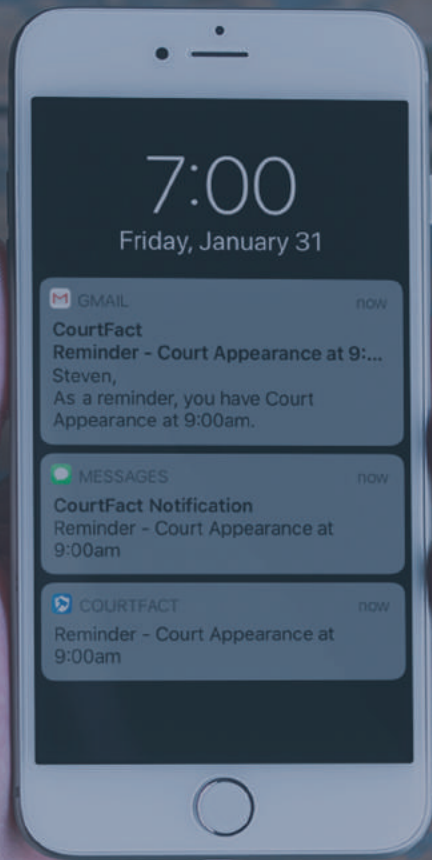 7:00
Friday, January 31
GMAIL now
CourtFact
Reminder - Court Appearance at 9:...
Steven,
As a reminder, you have Court
Appearance at 9:00am.
MESSAGES now
CourtFact Notification
Reminder - Court Appearance at
9:00am
COURTFACT now
Reminder - Court Appearance at
9:00am